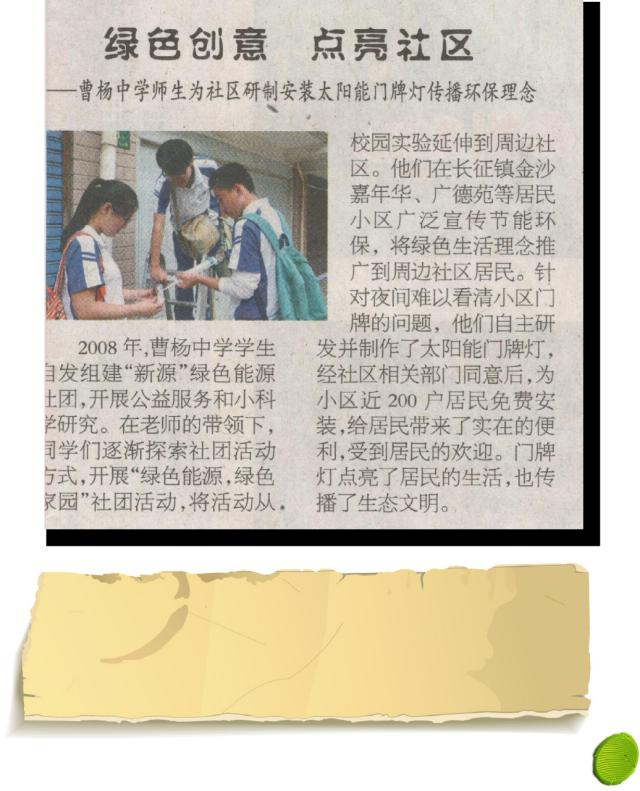 绿色创意 点亮社区
——曹杨中学师生为社区研制安装太阳能门牌灯传播环保理念
2008年,曹杨中学学生
自发组建“新源”绿色能源
社团,开展公益服务和小科
学研究。在老师的带领下,
同学们逐渐探索社团活动
方式,开展“绿色能源,绿色
家园”社团活动,将活动从
校园实验延伸到周边社
区。他们在长征镇金沙
嘉年华、广德苑等居民
小区广泛宣传节能环
保，将绿色生活理念推
广到周边社区居民。针
对夜间难以看清小区门
牌的问题，他们自主研
发并制作了太阳能门牌灯,
经社区相关部门同意后,为
小区近 200 户居民免费安
装,给居民带来了实在的便
利,受到居民的欢迎。门牌
灯点亮了居民的生活,也传
播了生态文明。